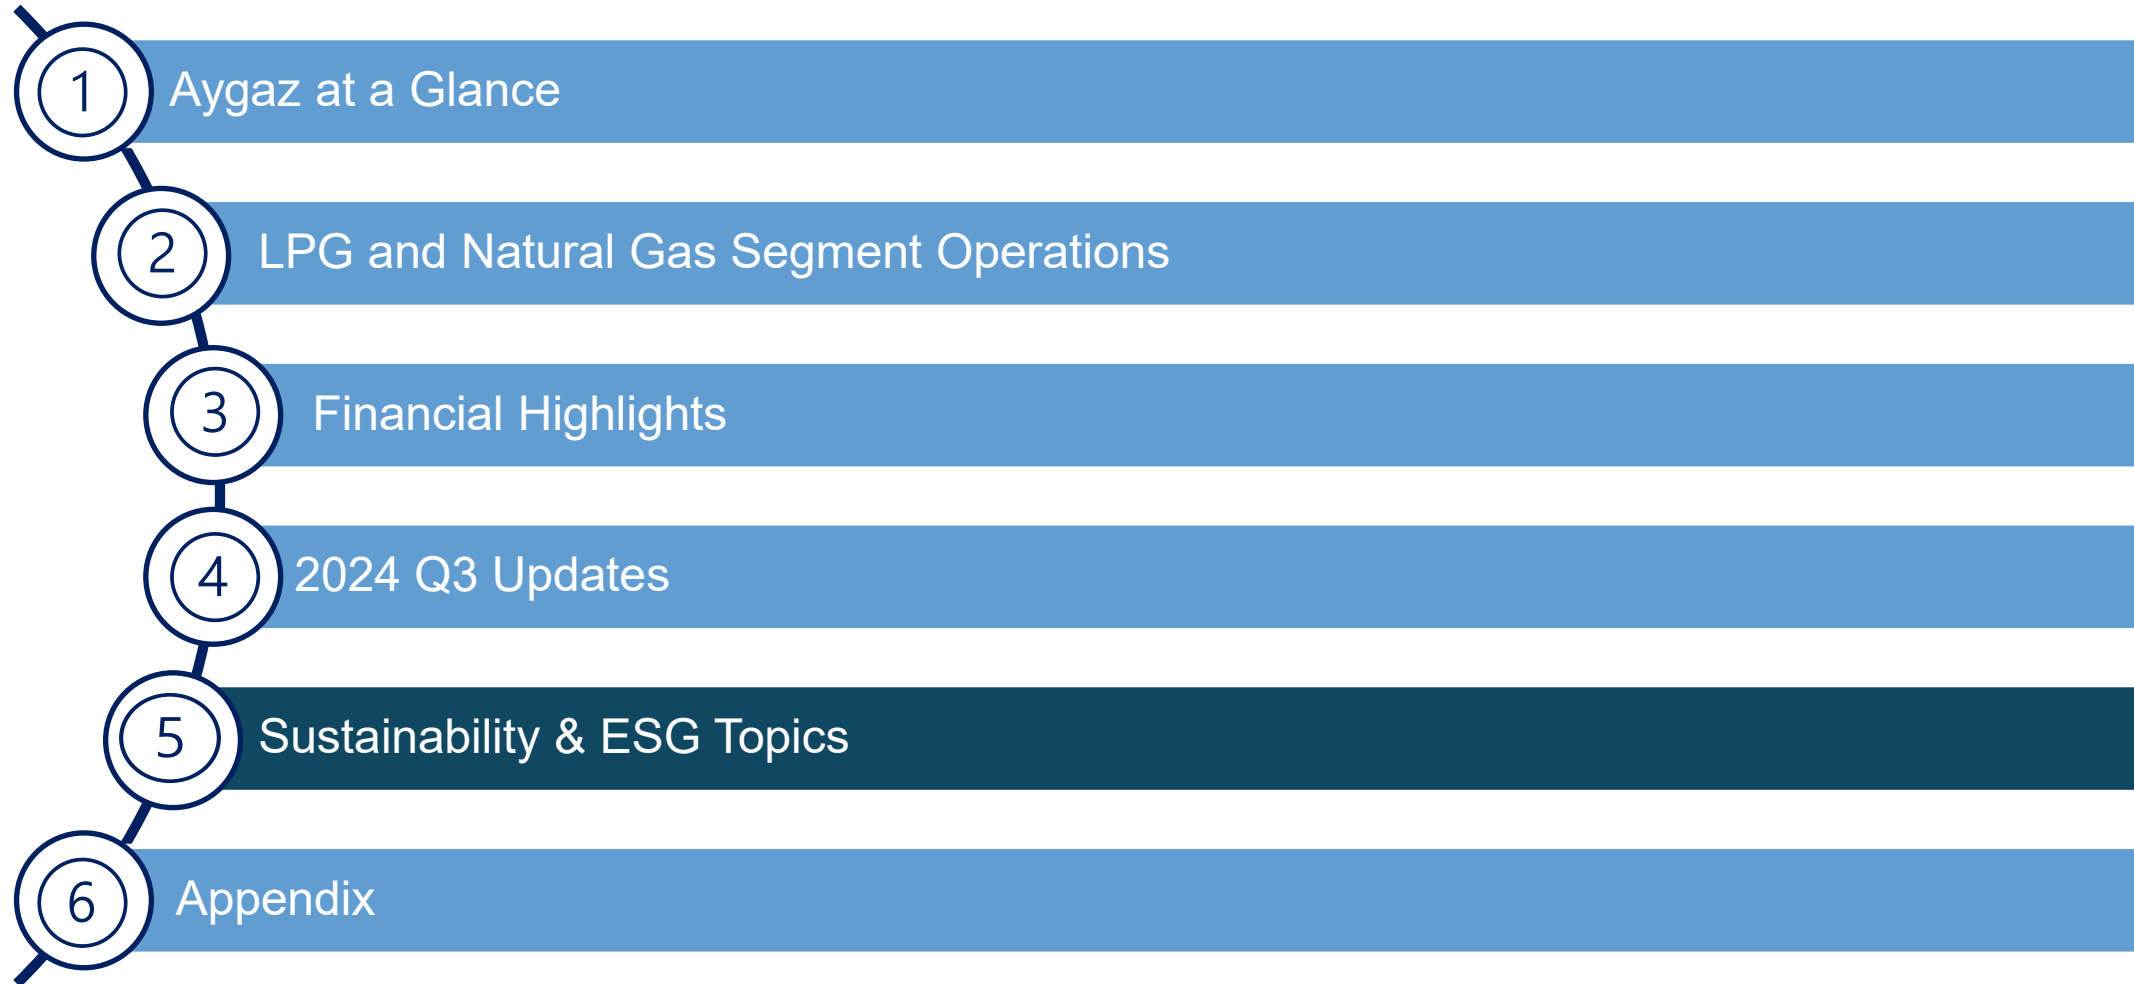 1 Aygaz at a Glance
2 LPG and Natural Gas Segment Operations
3 Financial Highlights
4 2024 Q3 Updates
5 Sustainability & ESG Topics
6 Appendix